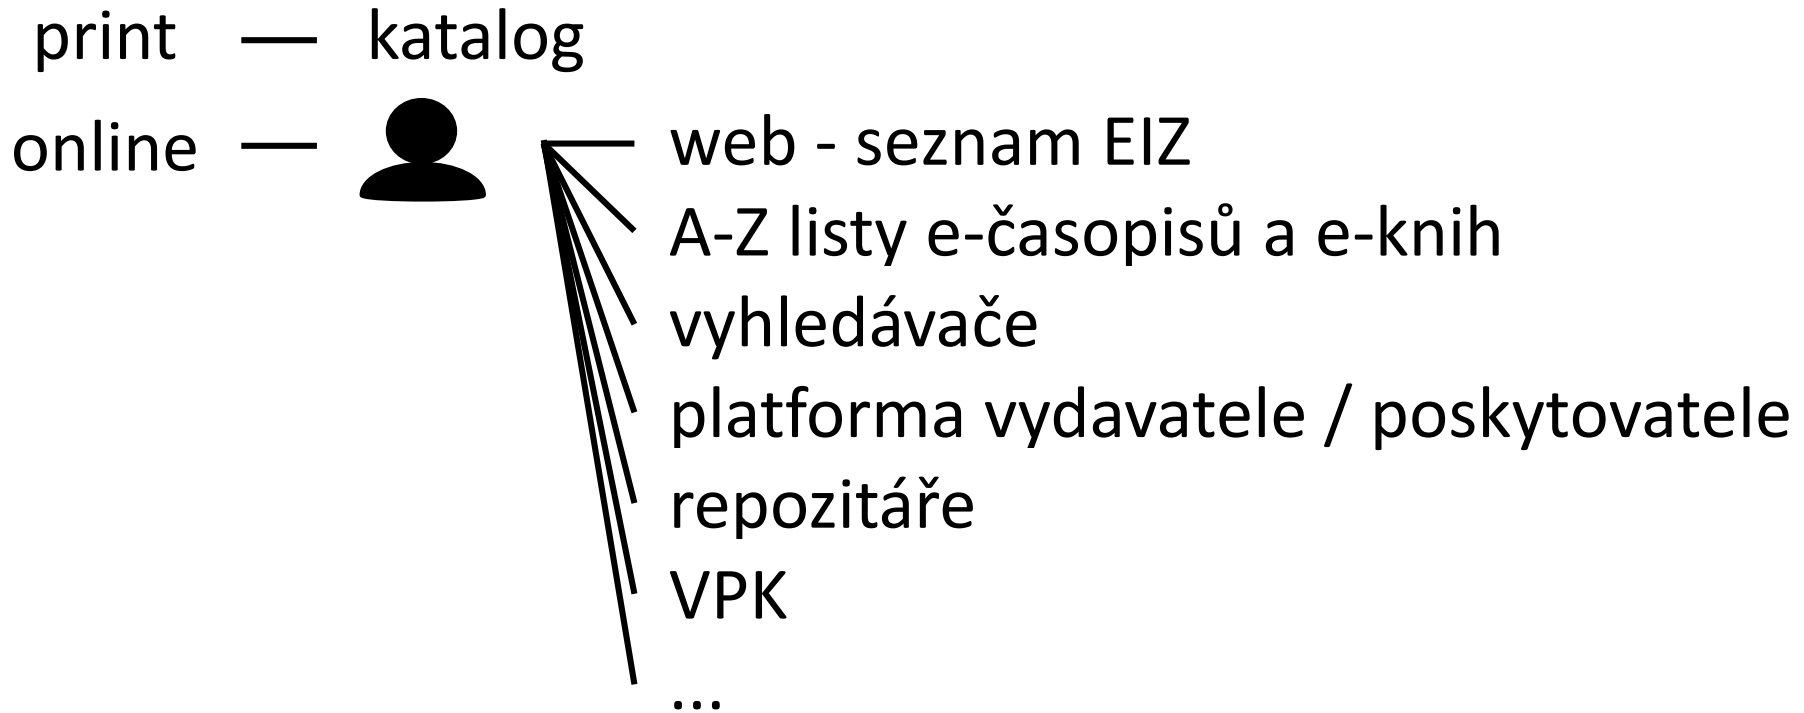 print — katalog
online —
web - seznam EIZ
A-Z listy e-časopisů a e-knih
vyhledávače
platforma vydavatele / poskytovatele
repozitáře
VPK
...